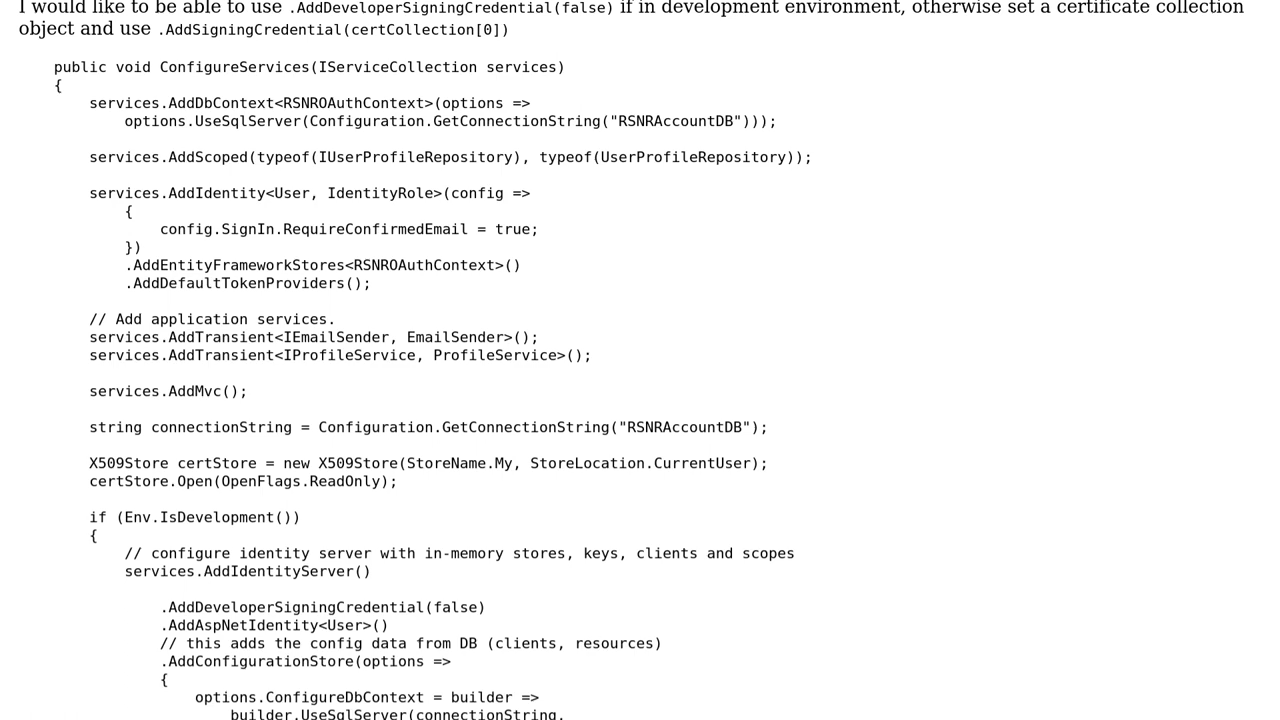 I would like to be able to use .AddDeveloperSigningCredential(false) if in development environment, otherwise set a certificate collection
object and use .AddSigningCredential(certCollection[0])
public void ConfigureServices(IServiceCollection services)
{
services.AddDbContext<RSNROAuthContext>(options =>
options.UseSqlServer(Configuration.GetConnectionString("RSNRAccountDB")));
services.AddScoped(typeof(IUserProfileRepository), typeof(UserProfileRepository));
services.AddIdentity<User, IdentityRole>(config =>
{
config.SignIn.RequireConfirmedEmail = true;
})
.AddEntityFrameworkStores<RSNROAuthContext>()
.AddDefaultTokenProviders();
// Add application services.
services.AddTransient<IEmailSender, EmailSender>();
services.AddTransient<IProfileService, ProfileService>();
services.AddMvc();
string connectionString = Configuration.GetConnectionString("RSNRAccountDB");
X509Store certStore = new X509Store(StoreName.My, StoreLocation.CurrentUser);
certStore.Open(OpenFlags.ReadOnly);
if (Env.IsDevelopment())
{
// configure identity server with in-memory stores, keys, clients and scopes
services.AddIdentityServer()
.AddDeveloperSigningCredential(false)
.AddAspNetIdentity<User>()
// this adds the config data from DB (clients, resources)
.AddConfigurationStore(options =>
{
options.ConfigureDbContext = builder =>
builder.UseSqlServer(connectionString,